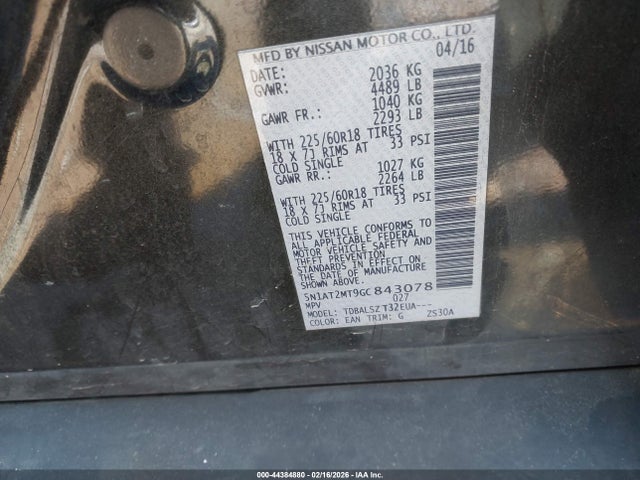 MFD BY NISSAN MOTOR CO., LTD.
DATE: 04/16
GVWR: 2036 KG
4489 LB
GAWR FR.: 1040 KG
2293 LB
WITH 225/60R18 TIRES
18 X 7J RIMS AT 33 PSI
COLD SINGLE
GAWR RR.: 1027 KG
2264 LB
WITH 225/60R18 TIRES
18 X 7J RIMS AT 33 PSI
COLD SINGLE
THIS VEHICLE CONFORMS TO
ALL APPLICABLE FEDERAL
MOTOR VEHICLE SAFETY AND
THEFT PREVENTION
STANDARDS IN EFFECT ON
THE DATE OF MANUFACTURE
SHOWN ABOVE.
5N1AT2MT9GC843078
MPV 027
MODEL: TDBALSZ T32EUA---
COLOR: EAN TRIM: G ZS30A
000-44384880 - 02/16/2026 - IAA Inc.